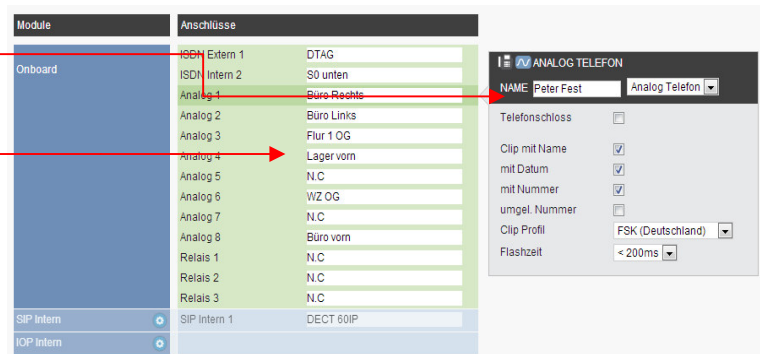 Module Anschlüsse
Onboard
ISDN Extern 1 DTAG
ISDN Intern 2 S0 unten
Analog 1 Büro Rechts
Analog 2 Büro Links
Analog 3 Flur 1 OG
Analog 4 Lager vorn
Analog 5 N.C
Analog 6 WZ OG
Analog 7 N.C
Analog 8 Büro vorn
Relais 1 N.C
Relais 2 N.C
Relais 3 N.C
SIP Intern SIP Intern 1 DECT 60IP
IOP Intern
ANALOG TELEFON
NAME Peter Fest Analog Telefon
Telefonschloss
Clip mit Name
mit Datum
mit Nummer
umgel. Nummer
Clip Profil FSK (Deutschland)
Flashzeit < 200ms